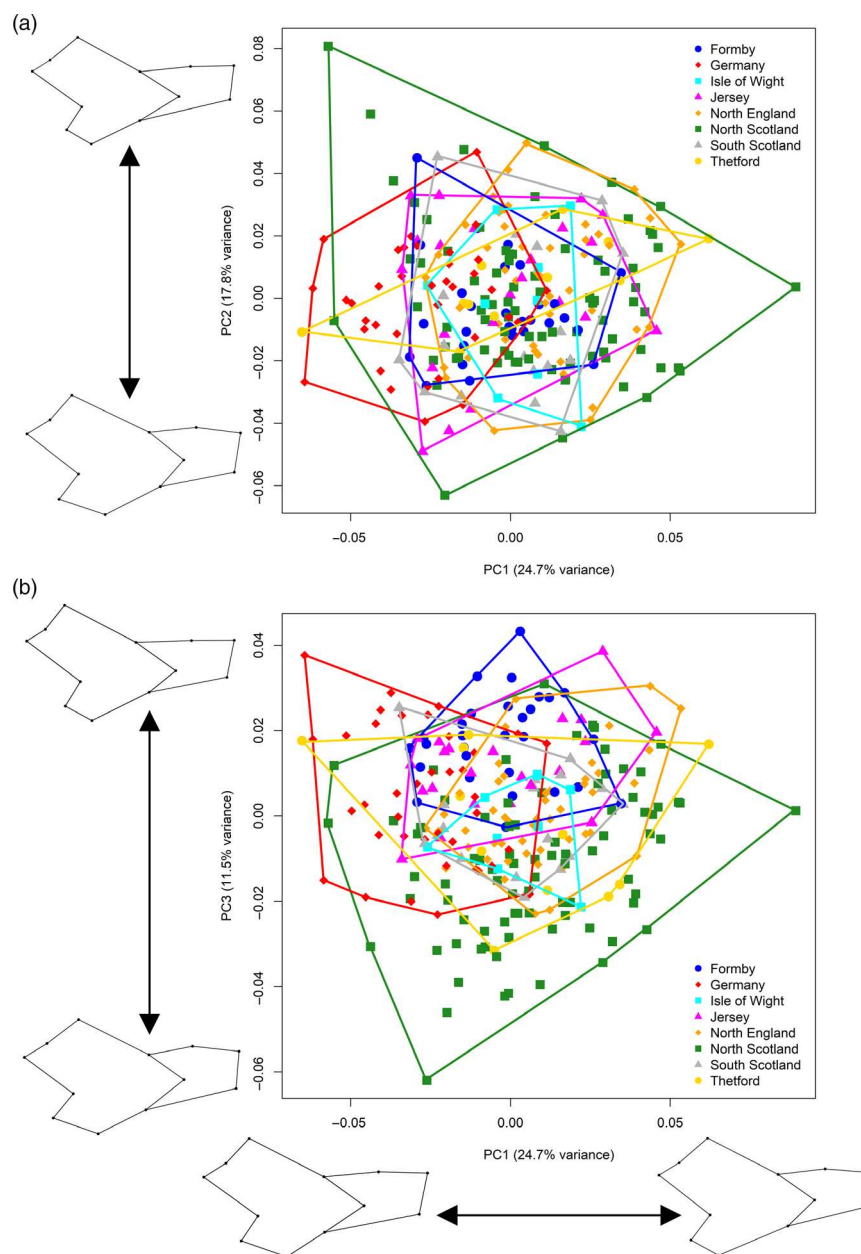 (a)
0.08
0.06
0.04
0.02
0.00
−0.02
−0.04
−0.06
PC2 (17.8% variance)
Formby
Germany
Isle of Wight
Jersey
North England
North Scotland
South Scotland
Thetford
−0.05
0.00
0.05
PC1 (24.7% variance)
(b)
0.04
0.02
0.00
−0.02
−0.04
−0.06
PC3 (11.5% variance)
Formby
Germany
Isle of Wight
Jersey
North England
North Scotland
South Scotland
Thetford
−0.05
0.00
0.05
PC1 (24.7% variance)